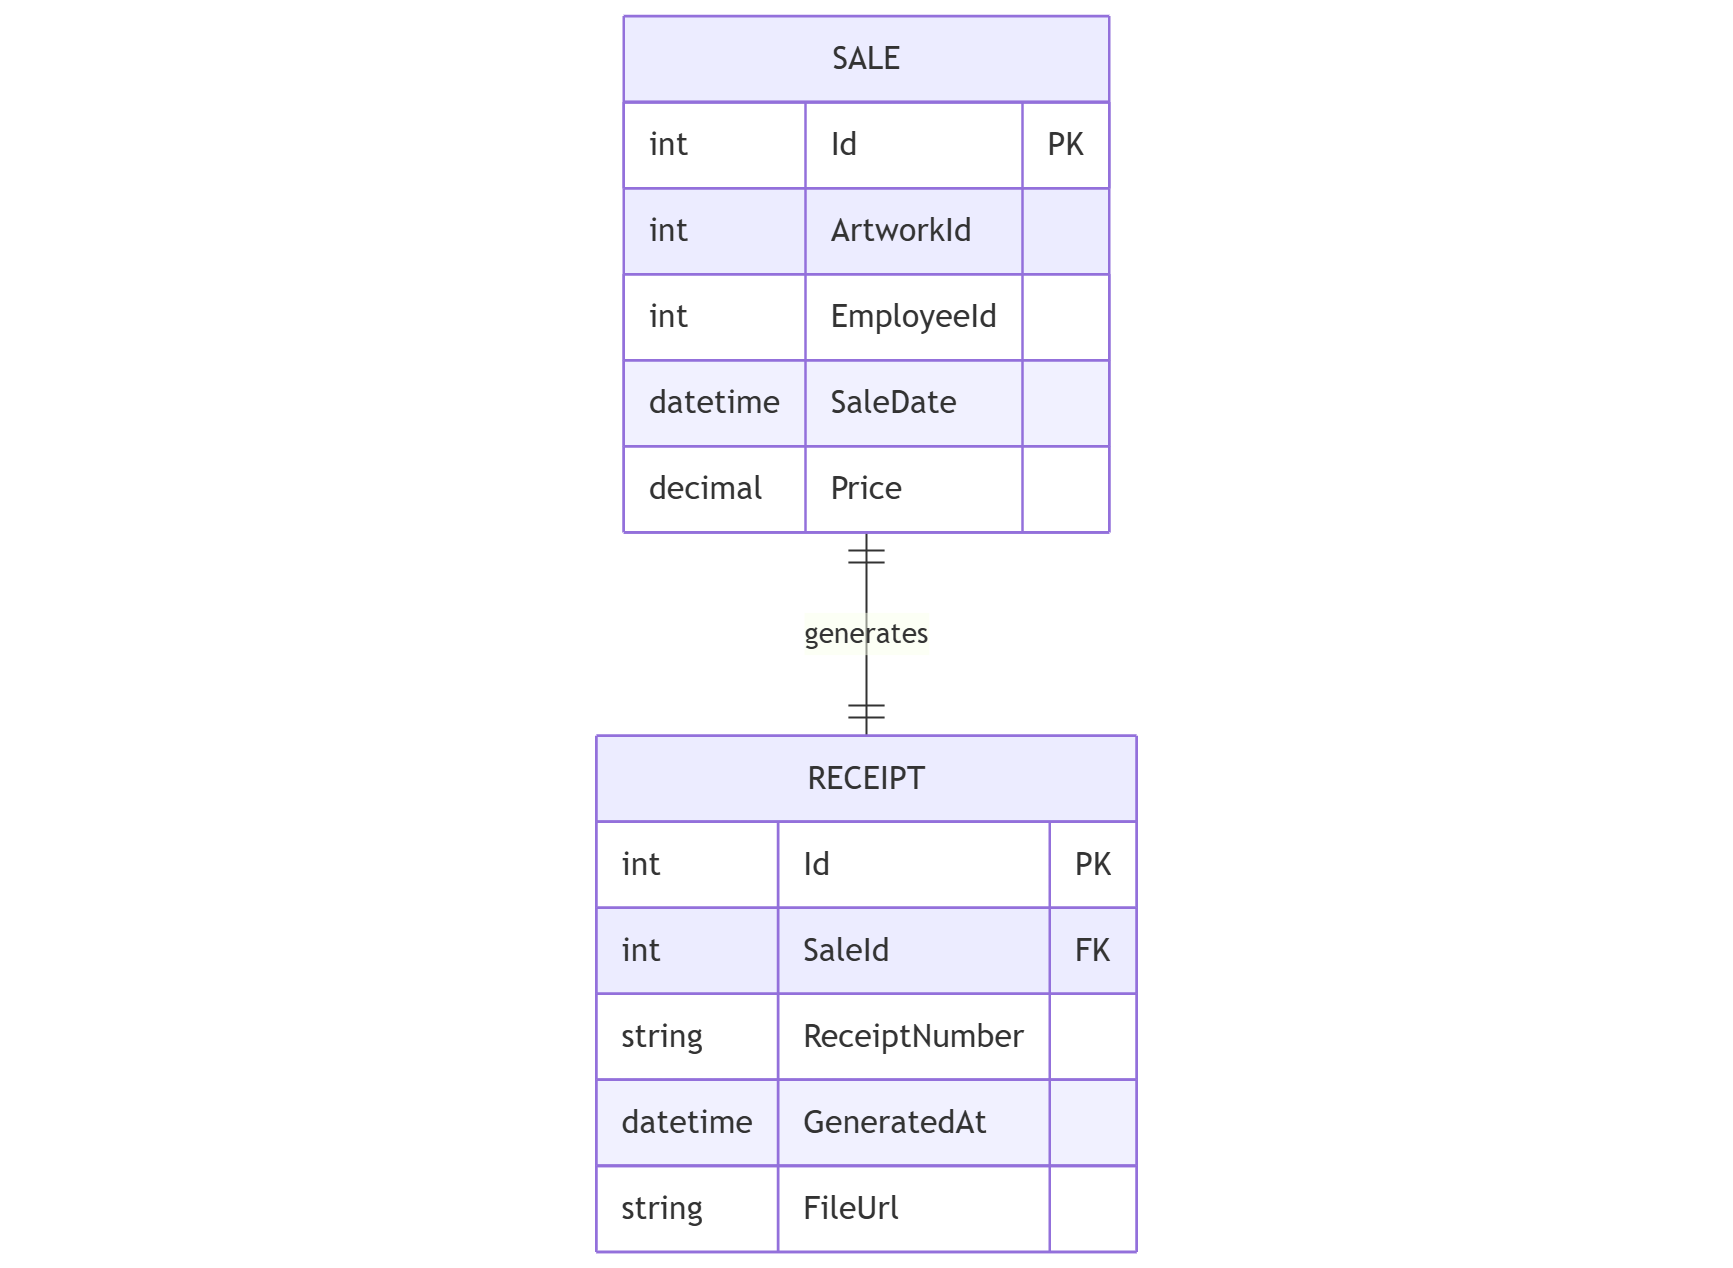 SALE
int Id PK
int ArtworkId
int EmployeeId
datetime SaleDate
decimal Price
generates
RECEIPT
int Id PK
int SaleId FK
string ReceiptNumber
datetime GeneratedAt
string FileUrl